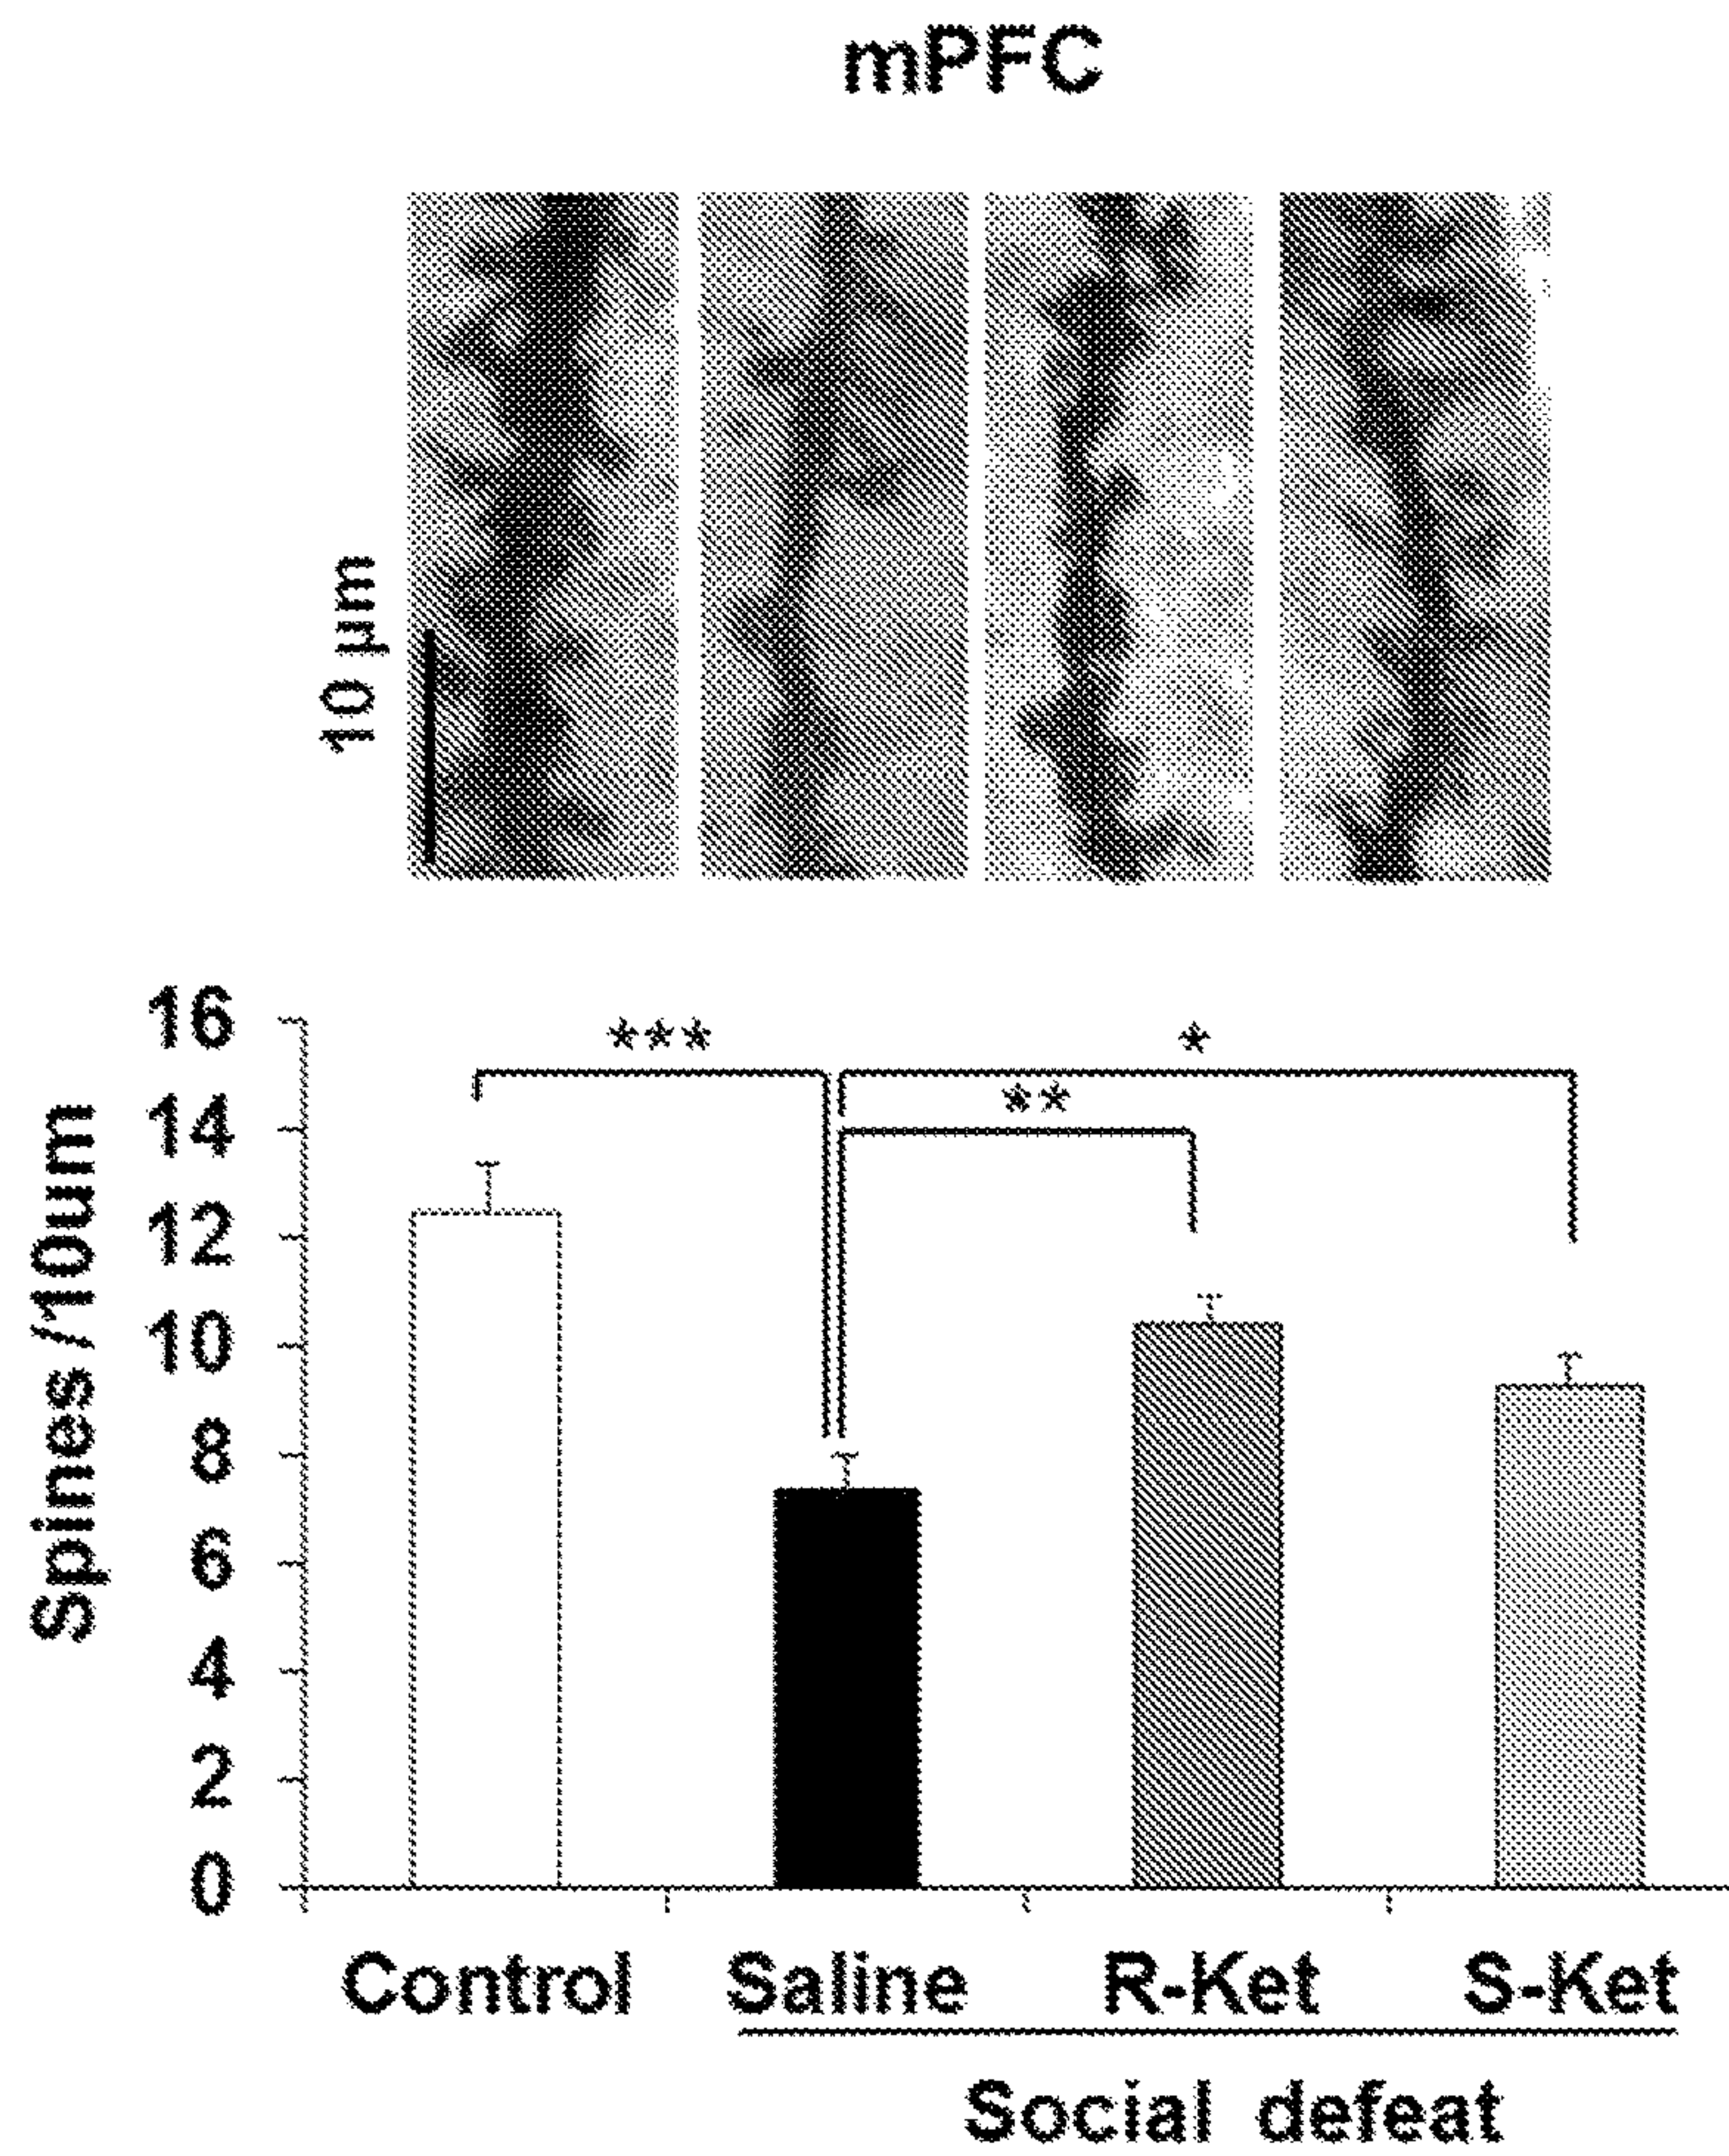 mPFC
10 µm
Spines/10um
16
14
12
10
8
6
4
2
0
***
*
**
Control Saline R-Ket S-Ket
Social defeat